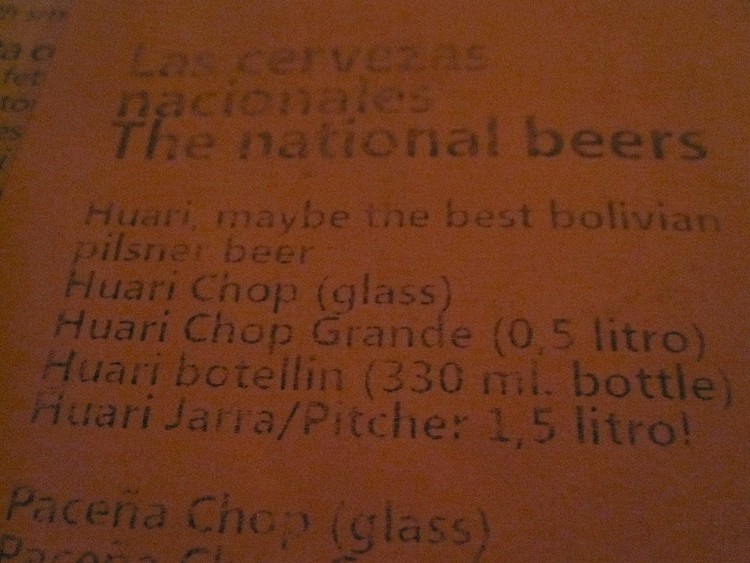 Las cervezas
nacionales
The national beers
Huari, maybe the best bolivian
pilsner beer
Huari Chop (glass)
Huari Chop Grande (0,5 litro)
Huari botellin (330 ml. bottle)
Huari Jarra/Pitcher 1,5 litro!
Paceña Chop (glass)
Paceña